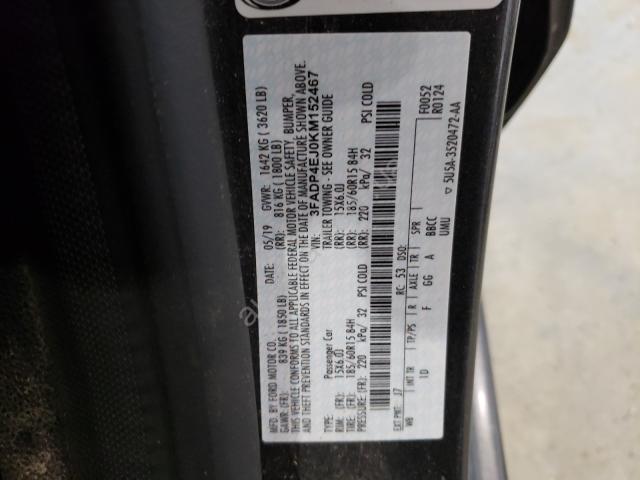 MFD. BY FORD MOTOR CO. DATE: 05/19 GVWR: 1642 KG ( 3620 LB)
GAWR: (FR): 839 KG ( 1850 LB) (RR): 816 KG ( 1800 LB)
THIS VEHICLE CONFORMS TO ALL APPLICABLE FEDERAL MOTOR VEHICLE SAFETY, BUMPER,
AND THEFT PREVENTION STANDARDS IN EFFECT ON THE DATE OF MANUFACTURE SHOWN ABOVE.
VIN: 3FADP4EJ0KM152467
TYPE: Passenger Car TRAILER TOWING - SEE OWNER GUIDE
RIM: (FR): 15X6.0J (RR): 15X6.0J
TIRES (FR): 185/60R15 84H (RR): 185/60R15 84H
PRESSURE (FR): 220 kPa/ 32 PSI COLD (RR): 220 kPa/ 32 PSI COLD
EXT PNT: J7 RC: 53 DSO: F0052
WB INT TR TP/PS R AXLE TR SPR R0124
ID F GG A BBCC
UMU
▽ 5U5A-3520472-AA